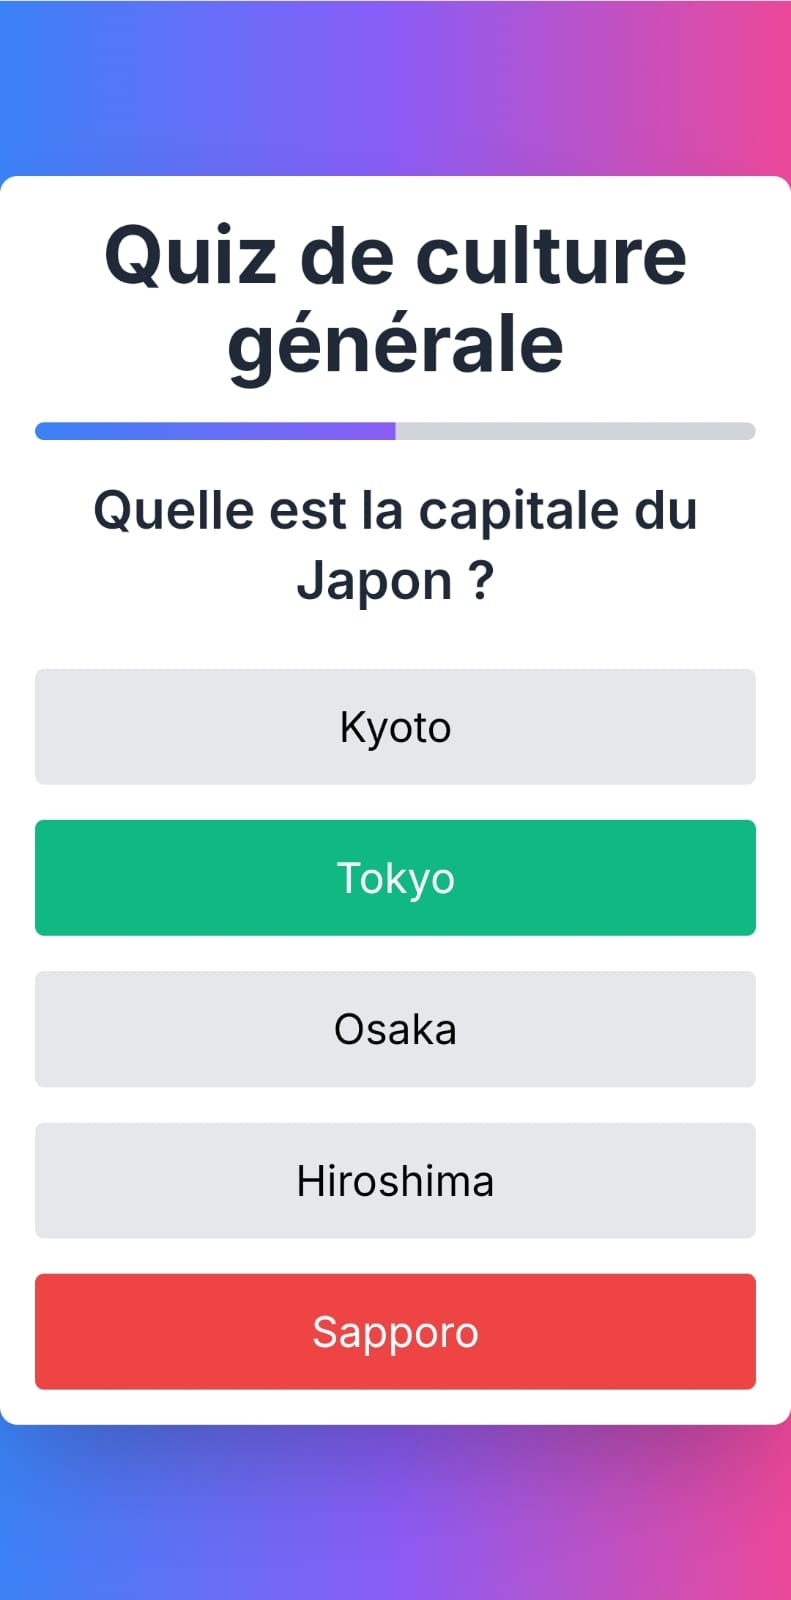 Quiz de culture
générale
Quelle est la capitale du
Japon ?
Kyoto
Tokyo
Osaka
Hiroshima
Sapporo